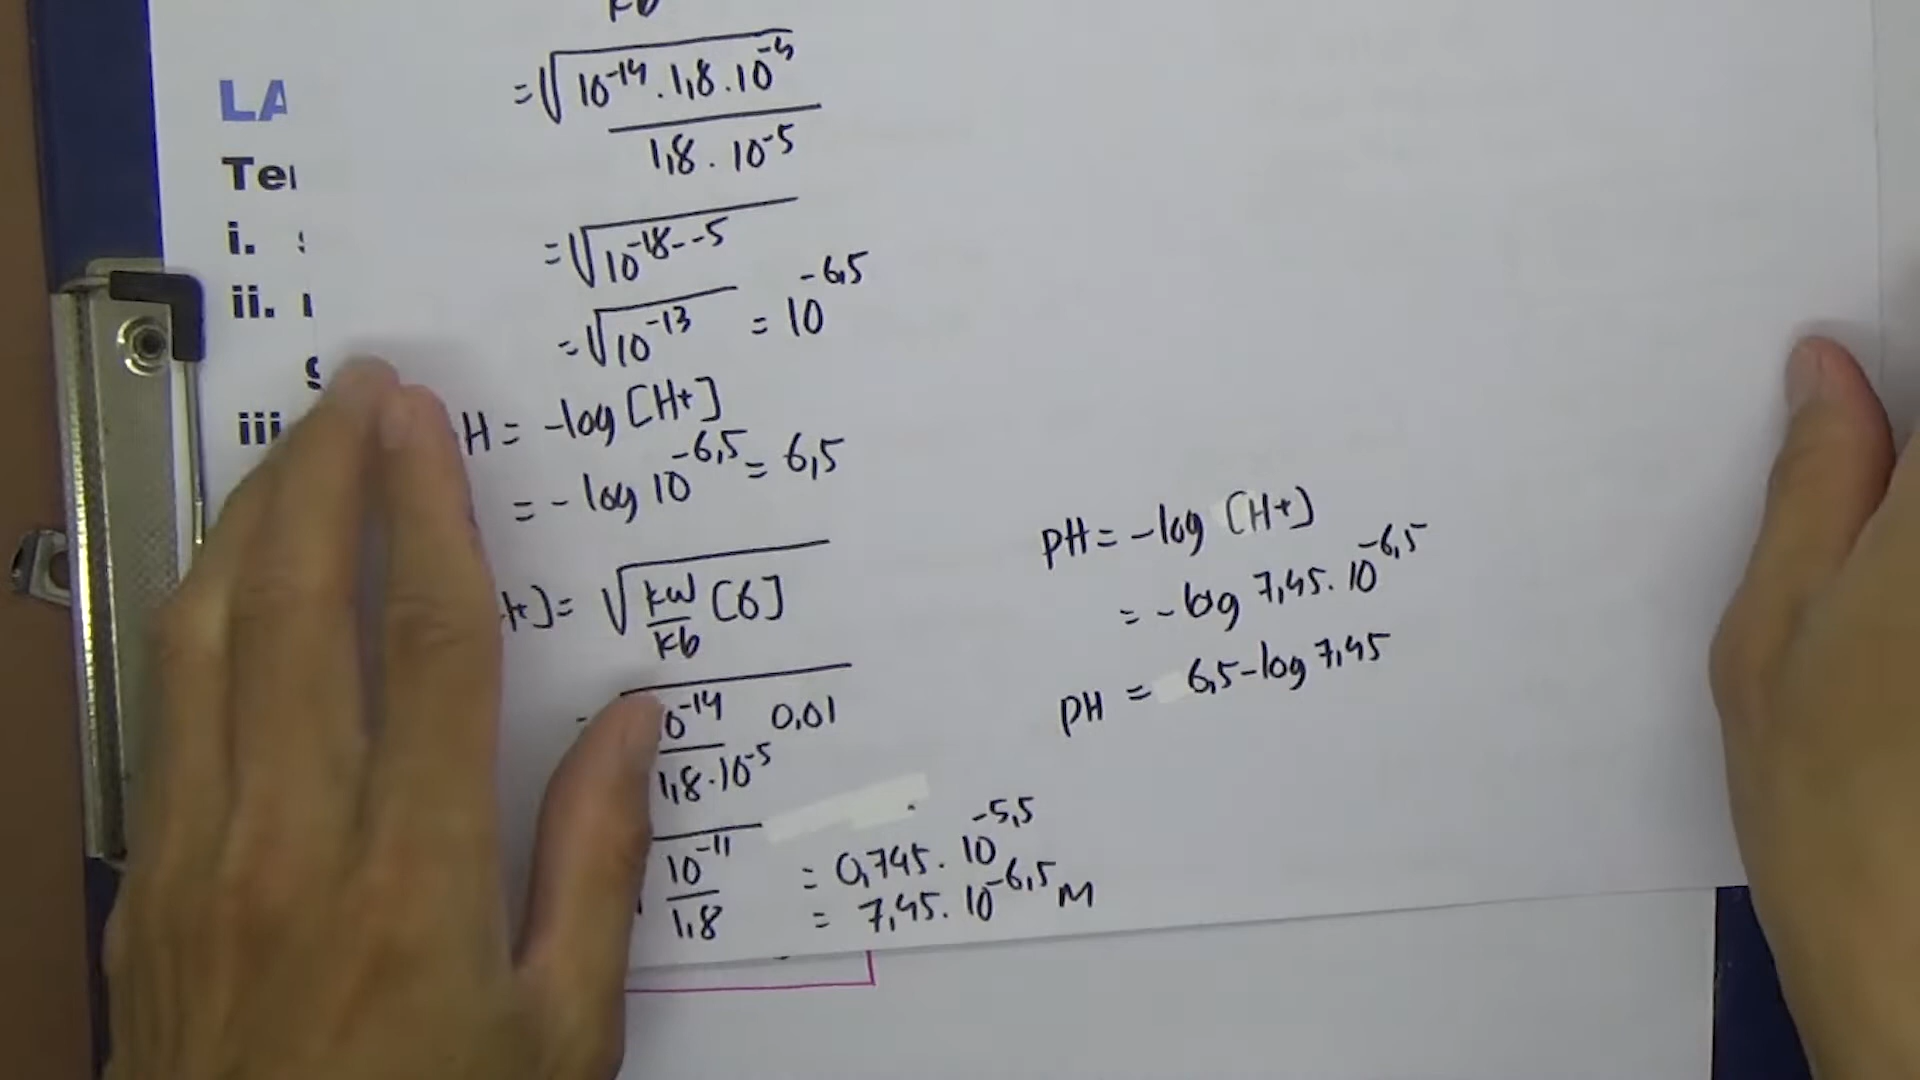 kb
= √ 10^-14 . 1,8 . 10^-4
1,8 . 10^-5
= √ 10^-18--5
= √ 10^-13 = 10^-6,5
H = -log [H+]
= - log 10^-6,5 = 6,5
+] = √ kw/kb [G]
0^-14 0,01
1,8.10^-5
10^-11
1,8
= 0,745. 10^-5,5
= 7,45. 10^-6,5 M
pH = -log [H+]
= - log 7,45. 10^-6,5
pH = 6,5-log 7,45
LA
Te
i.
ii.
iii